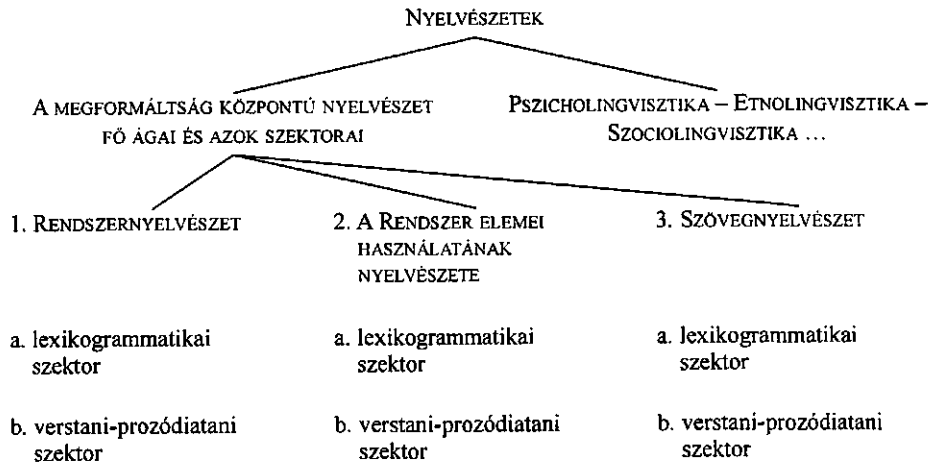 NYELVÉSZETEK
A MEGFORMÁLTSÁG KÖZPONTÚ NYELVÉSZET
FŐ ÁGAI ÉS AZOK SZEKTORAI
PSZICHOLINGVISZTIKA – ETNOLINGVISZTIKA –
SZOCIOLINGVISZTIKA ...
1. RENDSZERNYELVÉSZET
2. A RENDSZER ELEMEI
HASZNÁLATÁNAK
NYELVÉSZETE
3. SZÖVEGNYELVÉSZET
a. lexikogrammatikai
szektor
a. lexikogrammatikai
szektor
a. lexikogrammatikai
szektor
b. verstani-prozódiatani
szektor
b. verstani-prozódiatani
szektor
b. verstani-prozódiatani
szektor